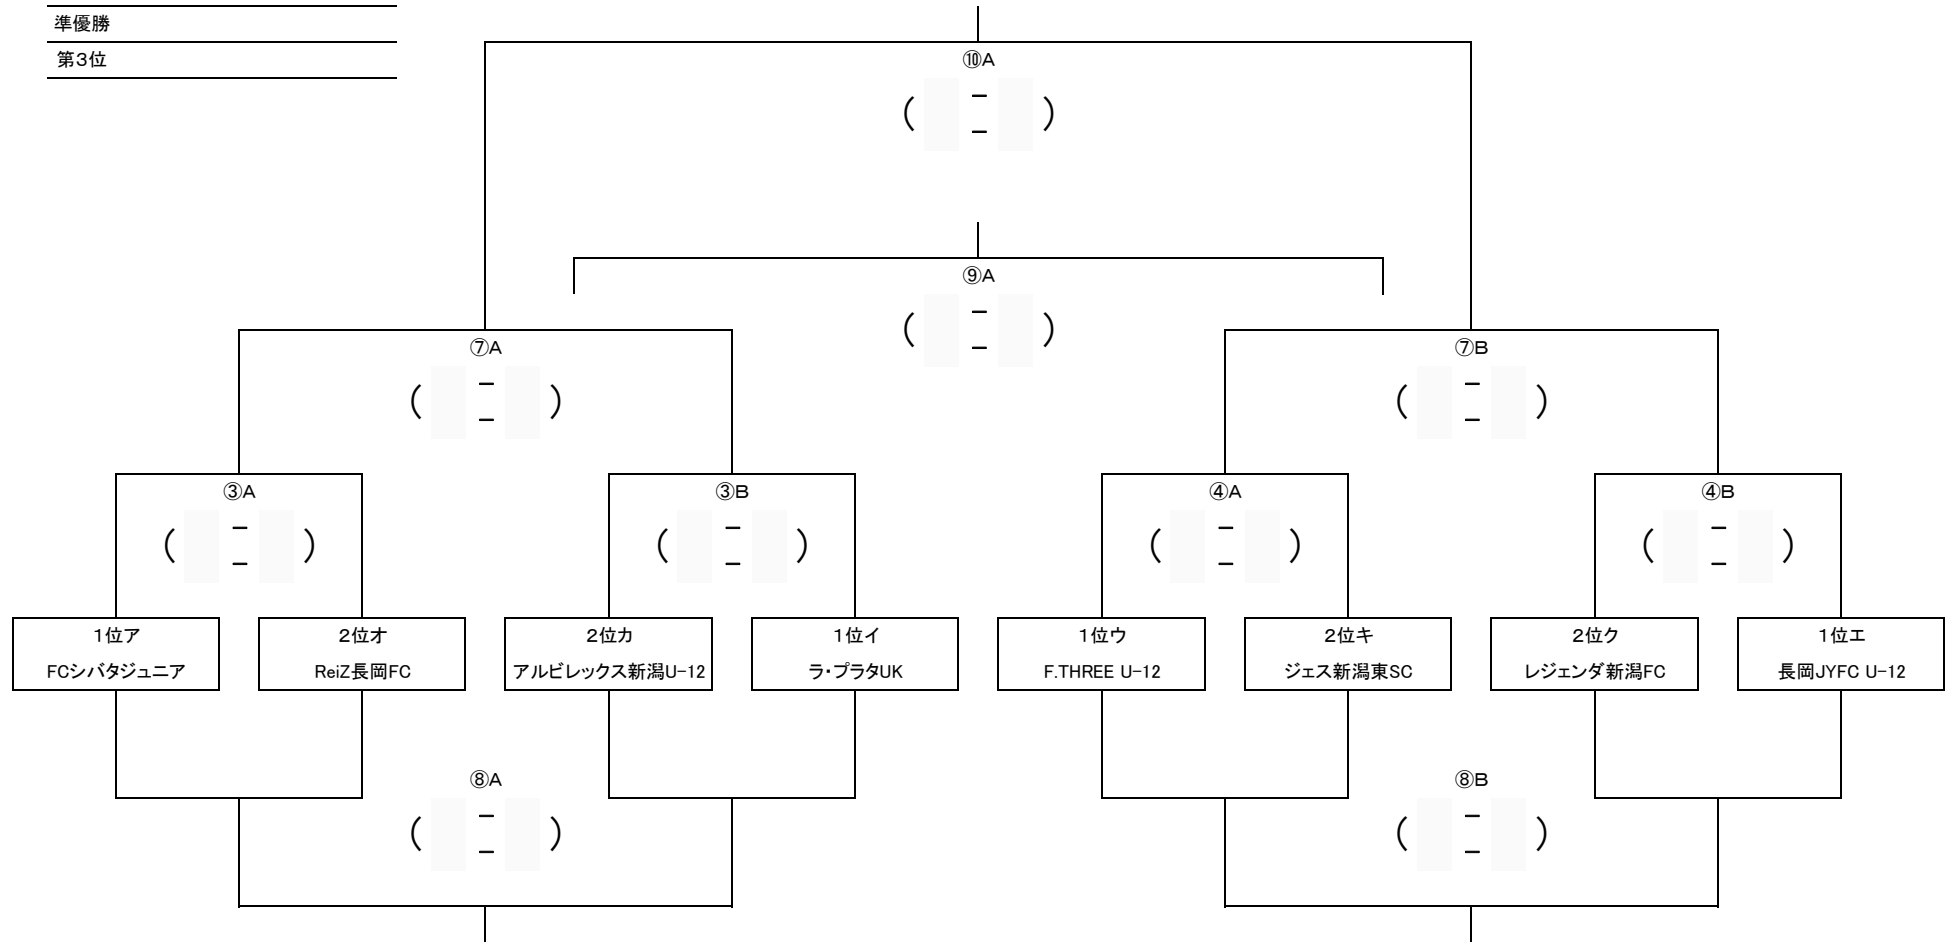 準優勝
第3位
⑩A
( - )
-
⑨A
( - )
-
⑦A
( - )
-
⑦B
( - )
-
③A
( - )
-
③B
( - )
-
④A
( - )
-
④B
( - )
-
1位ア
FCシバタジュニア
2位オ
ReiZ長岡FC
2位カ
アルビレックス新潟U-12
1位イ
ラ・プラタUK
1位ウ
F.THREE U-12
2位キ
ジェス新潟東SC
2位ク
レジェンダ新潟FC
1位エ
長岡JYFC U-12
⑧A
( - )
-
⑧B
( - )
-